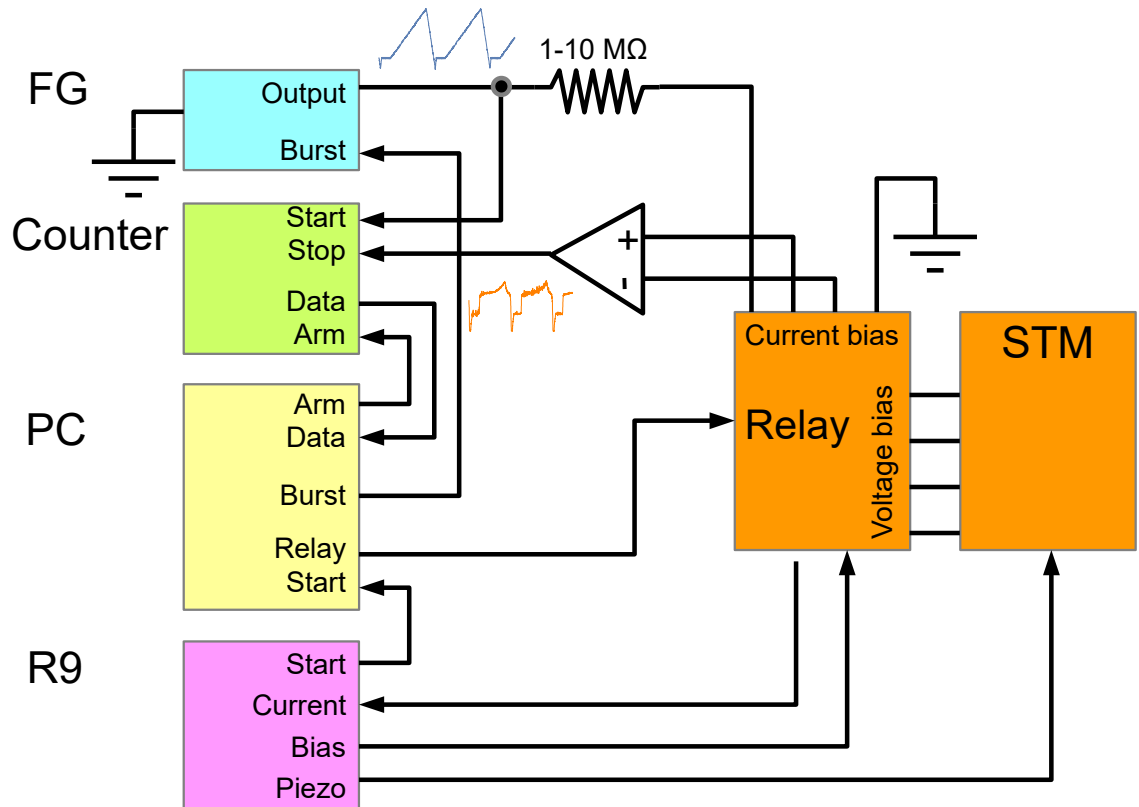 1-10 MΩ
FG
Output
Burst
Counter
Start
Stop
Data
Arm
+
-
Current bias
STM
Relay
Voltage bias
PC
Arm
Data
Burst
Relay
Start
R9
Start
Current
Bias
Piezo